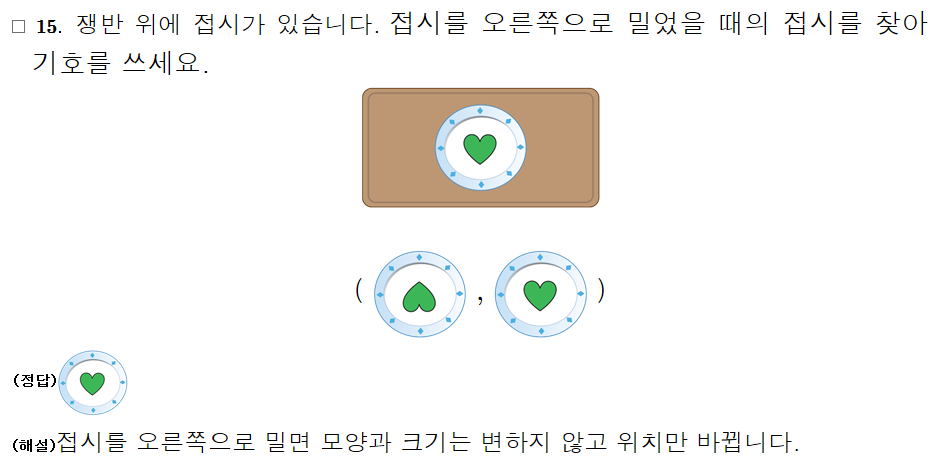 □ 15. 쟁반 위에 접시가 있습니다. 접시를 오른쪽으로 밀었을 때의 접시를 찾아
기호를 쓰세요.
( , )
(정답)
(해설)접시를 오른쪽으로 밀면 모양과 크기는 변하지 않고 위치만 바뀝니다.